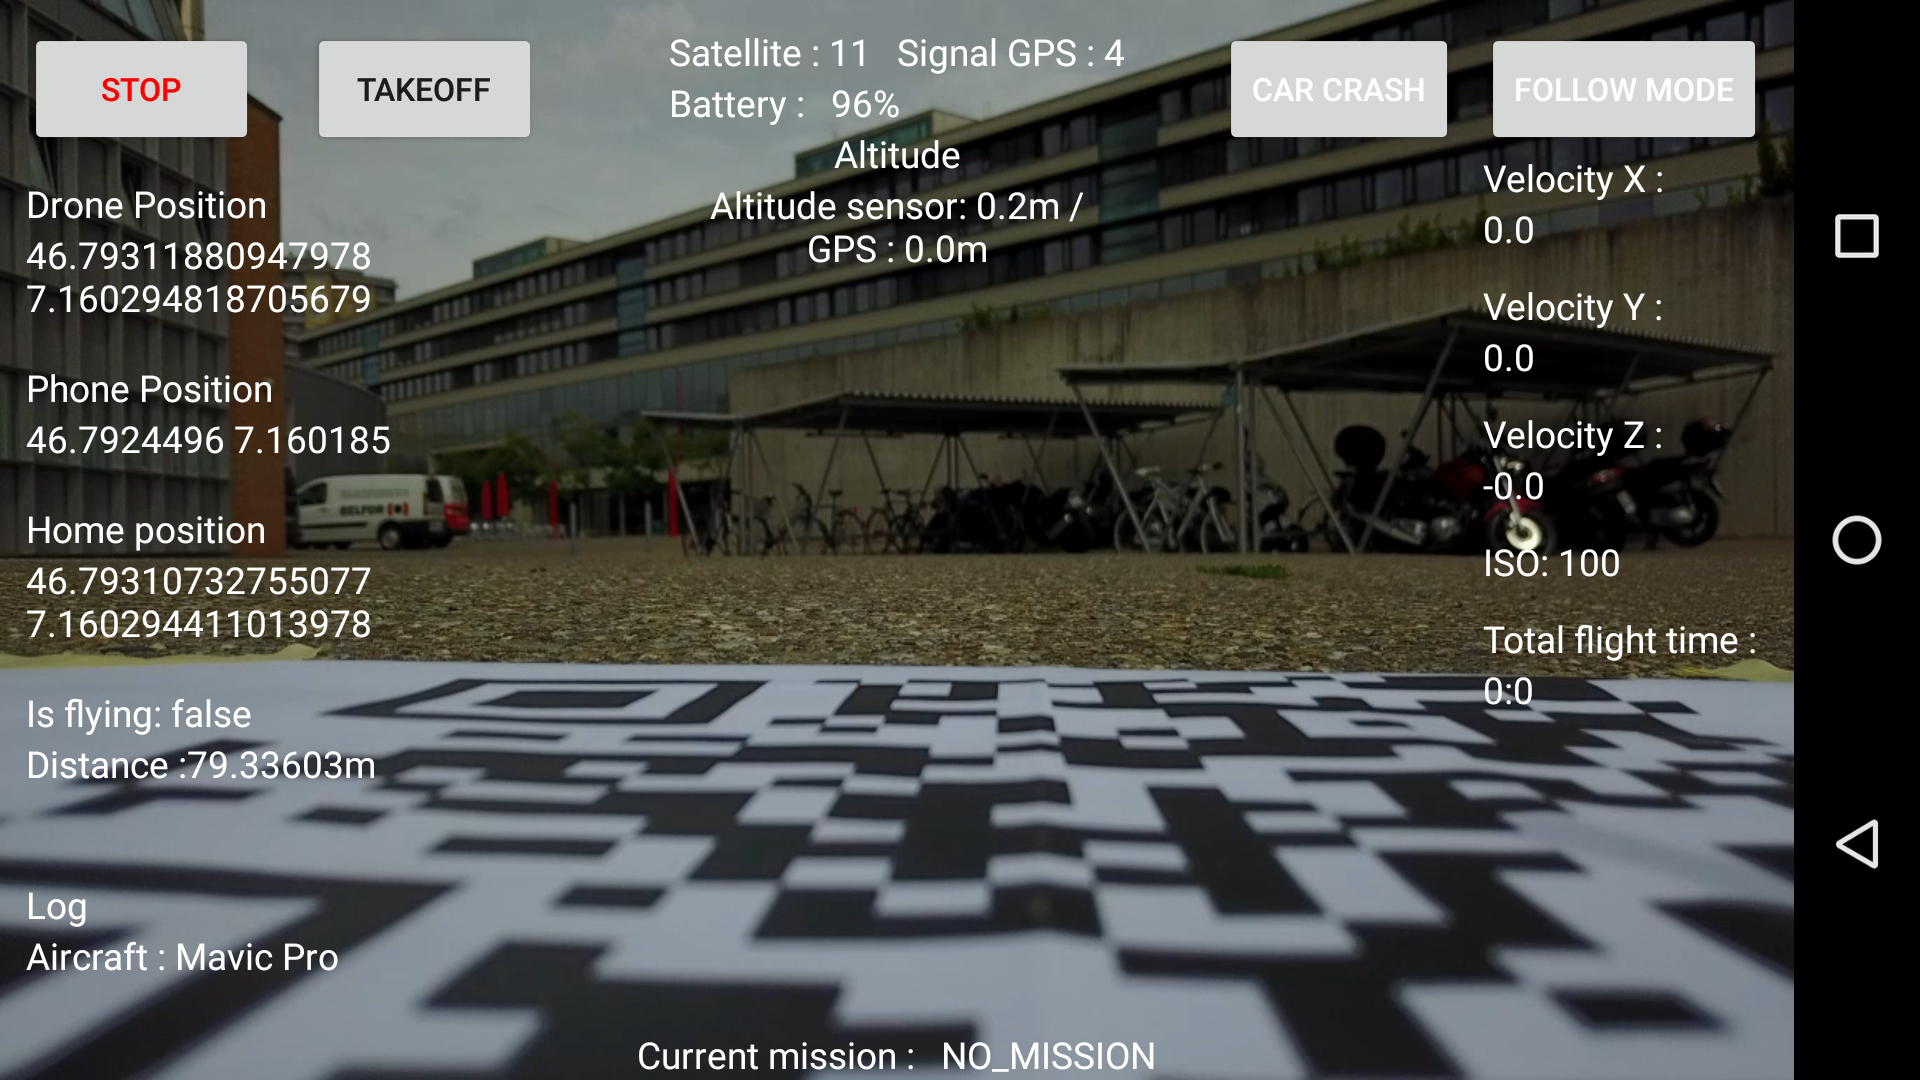 STOP
TAKEOFF
Satellite : 11 Signal GPS : 4
Battery : 96%
Altitude
Altitude sensor: 0.2m /
GPS : 0.0m
CAR CRASH
FOLLOW MODE
Drone Position
46.79311880947978
7.160294818705679
Phone Position
46.7924496 7.160185
Home position
46.79310732755077
7.160294411013978
Is flying: false
Distance :79.33603m
Log
Aircraft : Mavic Pro
Velocity X :
0.0
Velocity Y :
0.0
Velocity Z :
-0.0
ISO: 100
Total flight time :
0:0
BELFOR
Current mission : NO_MISSION